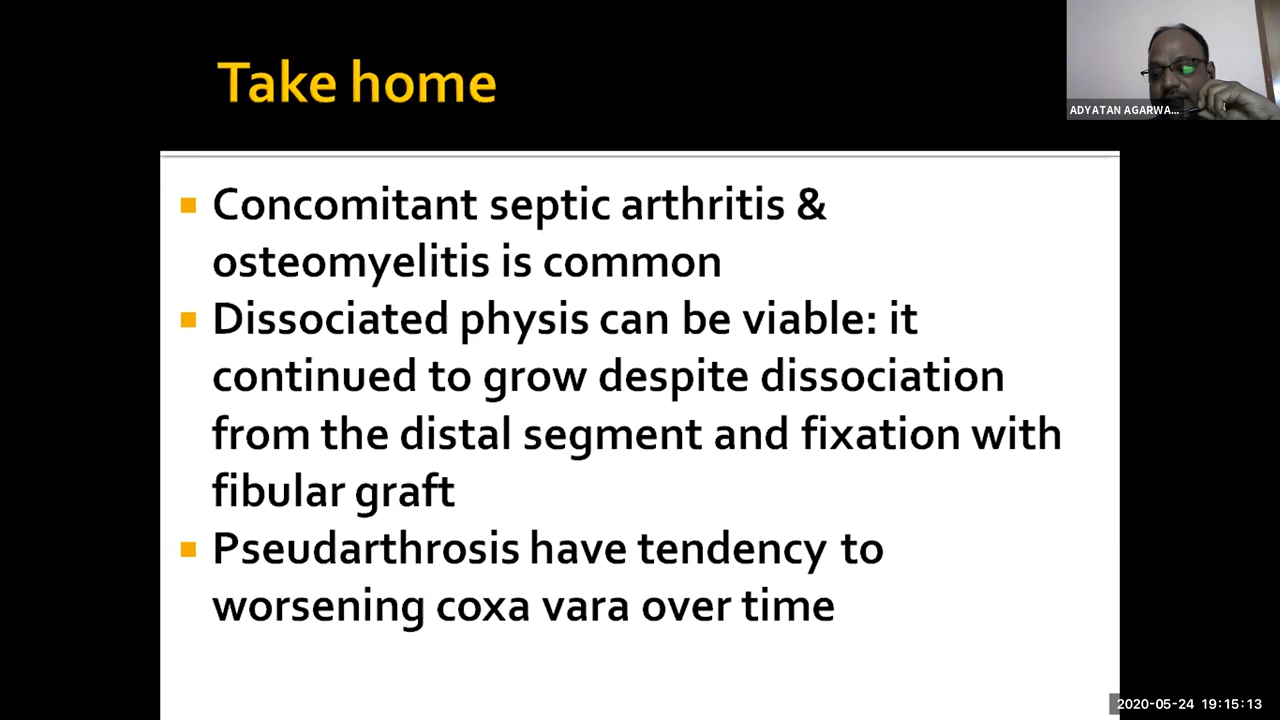 Take home
ADYATAN AGARWA...
Concomitant septic arthritis &
osteomyelitis is common
Dissociated physis can be viable: it
continued to grow despite dissociation
from the distal segment and fixation with
fibular graft
Pseudarthrosis have tendency to
worsening coxa vara over time
2020-05-24 19:15:13